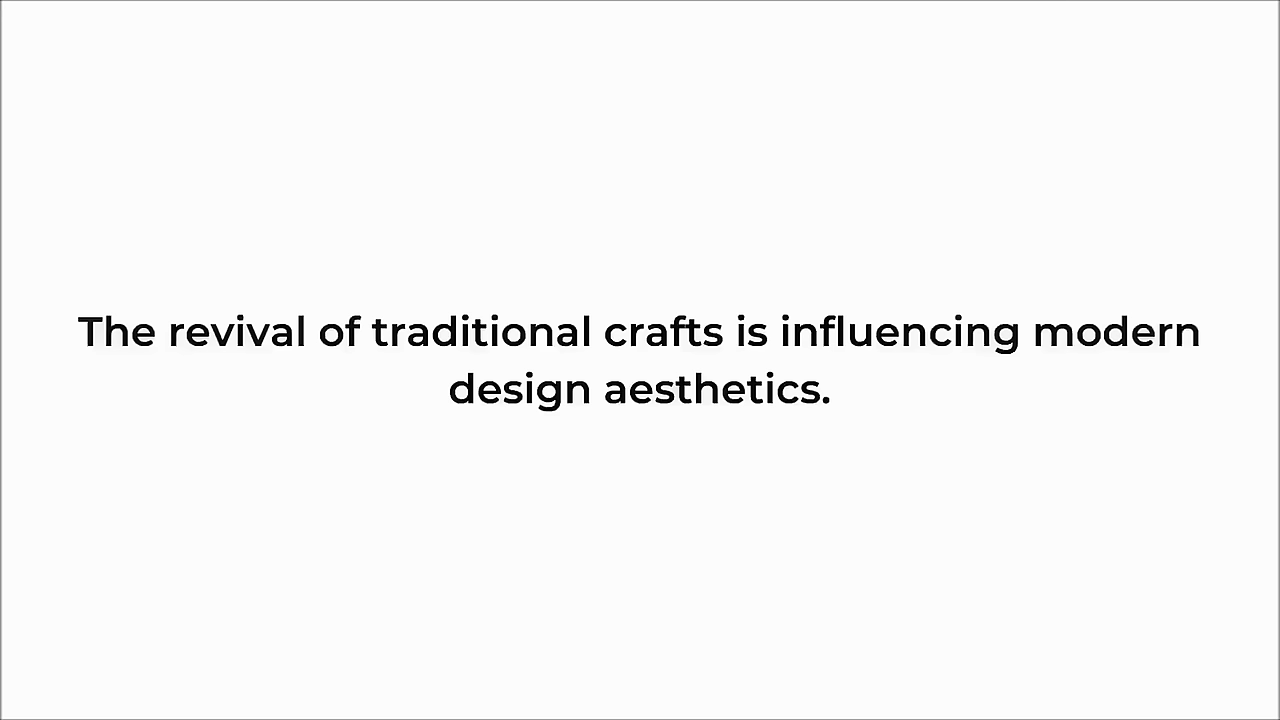 The revival of traditional crafts is influencing modern
design aesthetics.